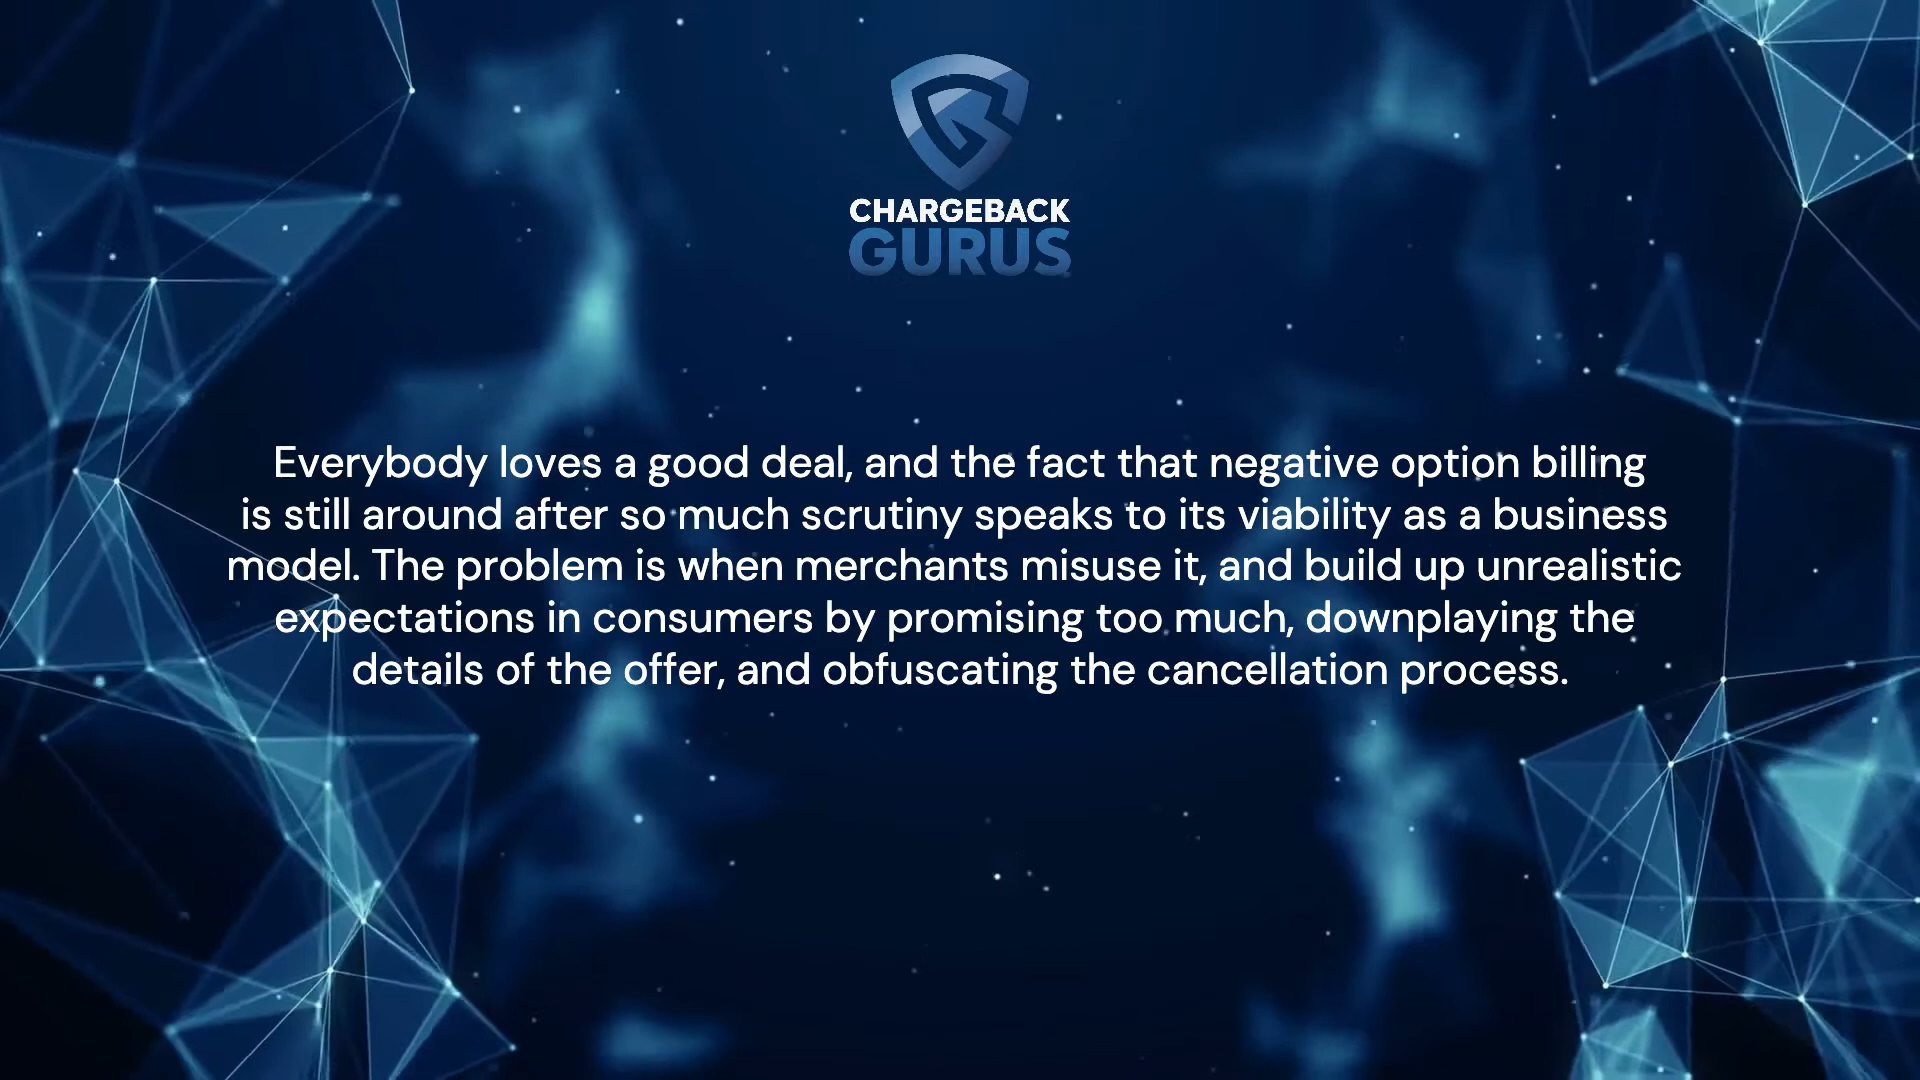 CHARGEBACK
GURUS
Everybody loves a good deal, and the fact that negative option billing
is still around after so much scrutiny speaks to its viability as a business
model. The problem is when merchants misuse it, and build up unrealistic
expectations in consumers by promising too much, downplaying the
details of the offer, and obfuscating the cancellation process.